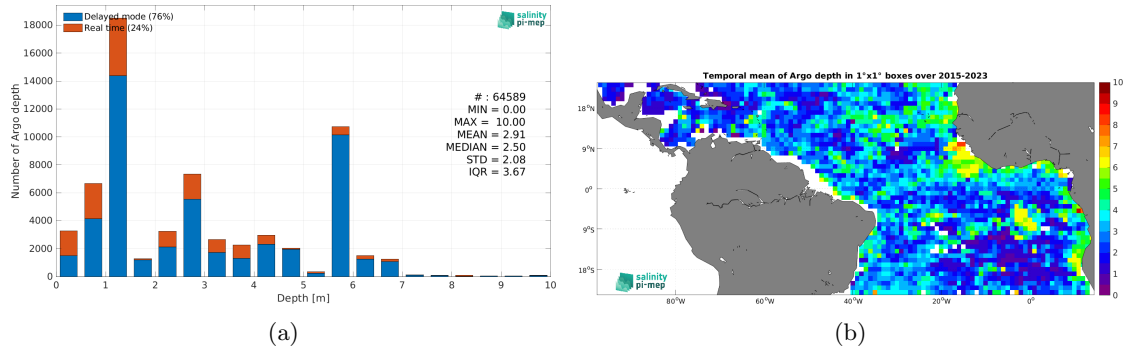 Delayed mode (76%)
Real time (24%)
salinity
pi-mep
# : 64589
MIN = 0.00
MAX = 10.00
MEAN = 2.91
MEDIAN = 2.50
STD = 2.08
IQR = 3.67
Number of Argo depth
18000
16000
14000
12000
10000
8000
6000
4000
2000
0
0 1 2 3 4 5 6 7 8 9 10
Depth [m]
(a)
Temporal mean of Argo depth in 1°x1° boxes over 2015-2023
18°N
9°N
0°
9°S
18°S
80°W 60°W 40°W 20°W 0°
salinity
pi-mep
10
9
8
7
6
5
4
3
2
1
0
(b)